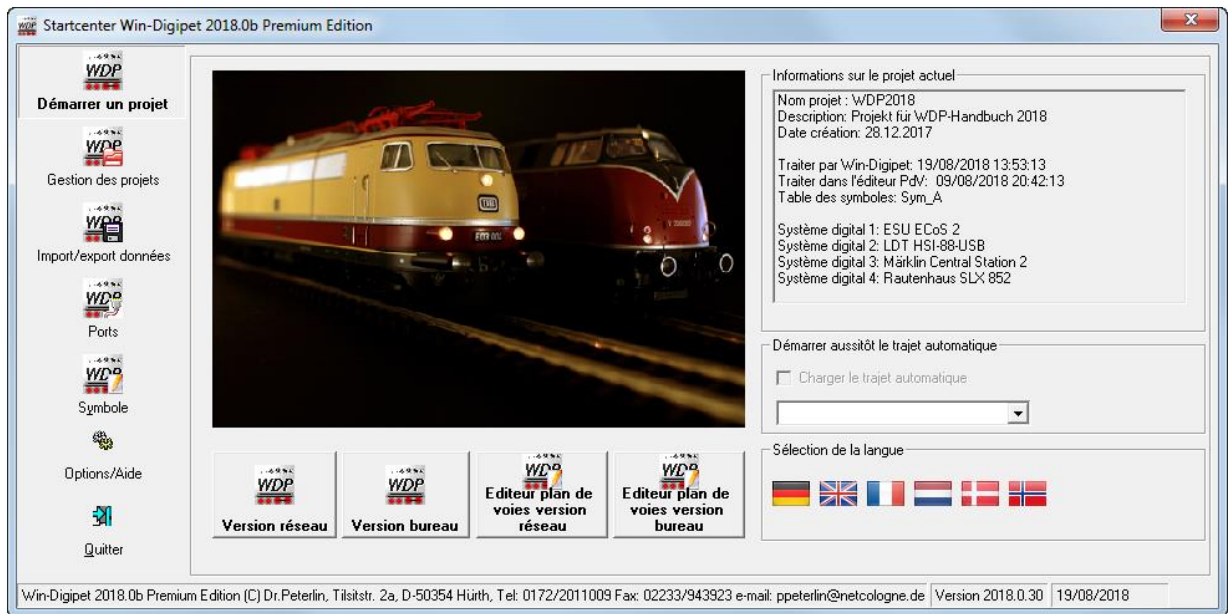 Startcenter Win-Digipet 2018.0b Premium Edition
WDP
Démarrer un projet
WDP
Gestion des projets
WDP
Import/export données
WDP
Ports
WDP
Symbole
Options/Aide
Quitter
E03 001
WDP
Version réseau
WDP
Version bureau
WDP
Editeur plan de
voies version
réseau
WDP
Editeur plan de
voies version
bureau
Informations sur le projet actuel
Nom projet : WDP2018
Description: Projekt für WDP-Handbuch 2018
Date création: 28.12.2017
Traiter par Win-Digipet: 19/08/2018 13:53:13
Traiter dans l'éditeur PdV: 09/08/2018 20:42:13
Table des symboles: Sym_A
Système digital 1: ESU ECoS 2
Système digital 2: LDT HSI-88-USB
Système digital 3: Märklin Central Station 2
Système digital 4: Rautenhaus SLX 852
Démarrer aussitôt le trajet automatique
Charger le trajet automatique
Sélection de la langue
Win-Digipet 2018.0b Premium Edition (C) Dr.Peterlin, Tilsitstr. 2a, D-50354 Hürth, Tel: 0172/2011009 Fax: 02233/943923 e-mail: ppeterlin@netcologne.de
Version 2018.0.30
19/08/2018